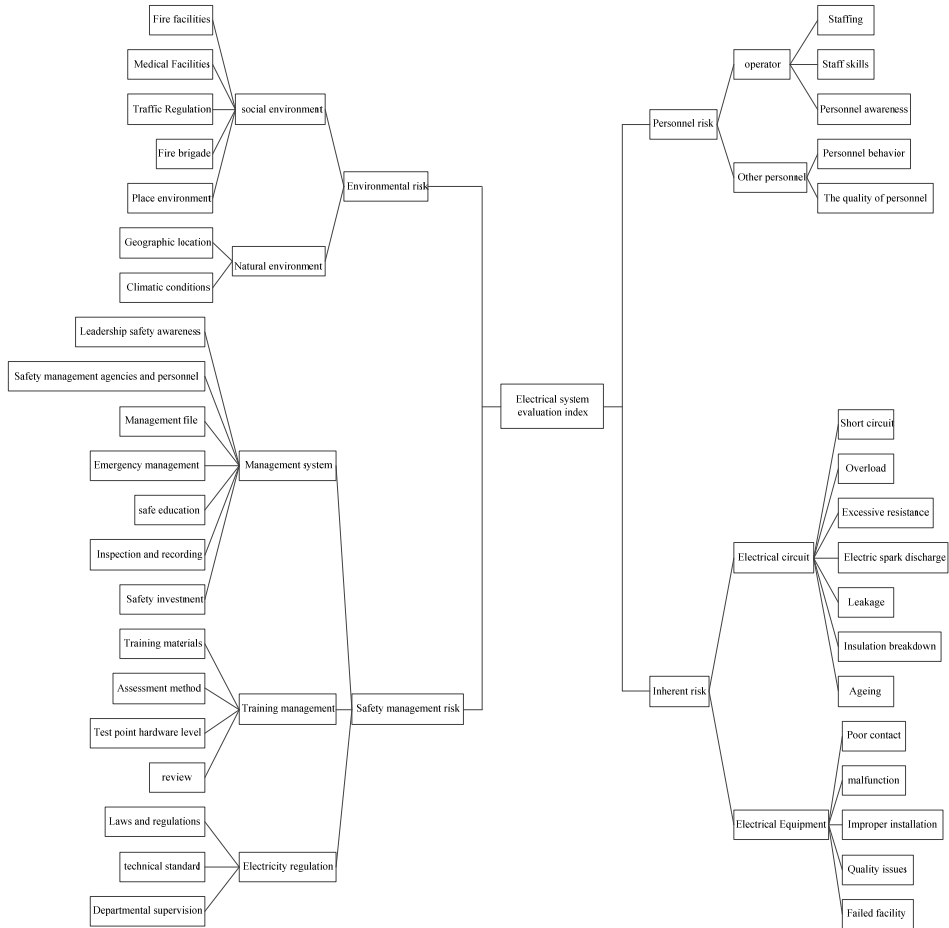 Fire facilities
Medical Facilities
Traffic Regulation
Fire brigade
Place environment
social environment
Geographic location
Climatic conditions
Natural environment
Environmental risk
Leadership safety awareness
Safety management agencies and personnel
Management file
Emergency management
safe education
Inspection and recording
Safety investment
Management system
Training materials
Assessment method
Test point hardware level
review
Training management
Safety management risk
Laws and regulations
technical standard
Departmental supervision
Electricity regulation
Electrical system
evaluation index
Personnel risk
operator
Staffing
Staff skills
Personnel awareness
Other personnel
Personnel behavior
The quality of personnel
Inherent risk
Electrical circuit
Short circuit
Overload
Excessive resistance
Electric spark discharge
Leakage
Insulation breakdown
Ageing
Electrical Equipment
Poor contact
malfunction
Improper installation
Quality issues
Failed facility